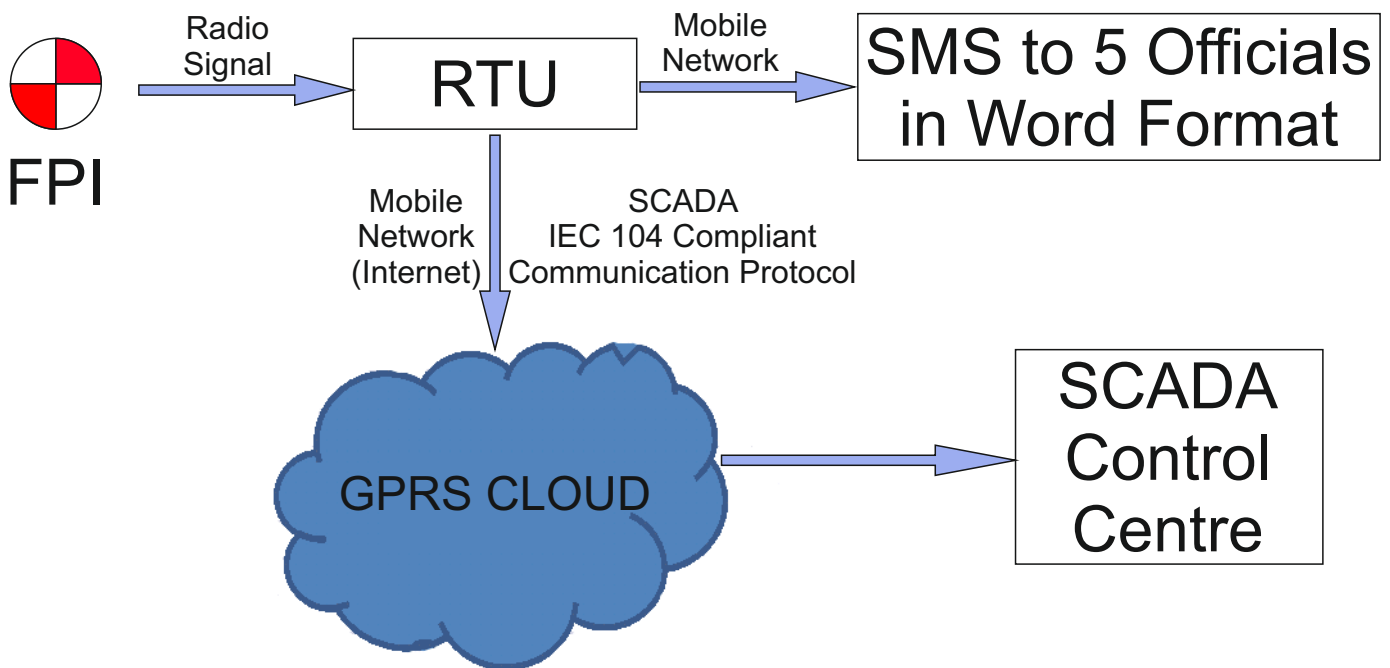 Radio
Signal
Mobile
Network
FPI
RTU
SMS to 5 Officials
in Word Format
Mobile
Network
(Internet)
SCADA
IEC 104 Compliant
Communication Protocol
GPRS CLOUD
SCADA
Control
Centre